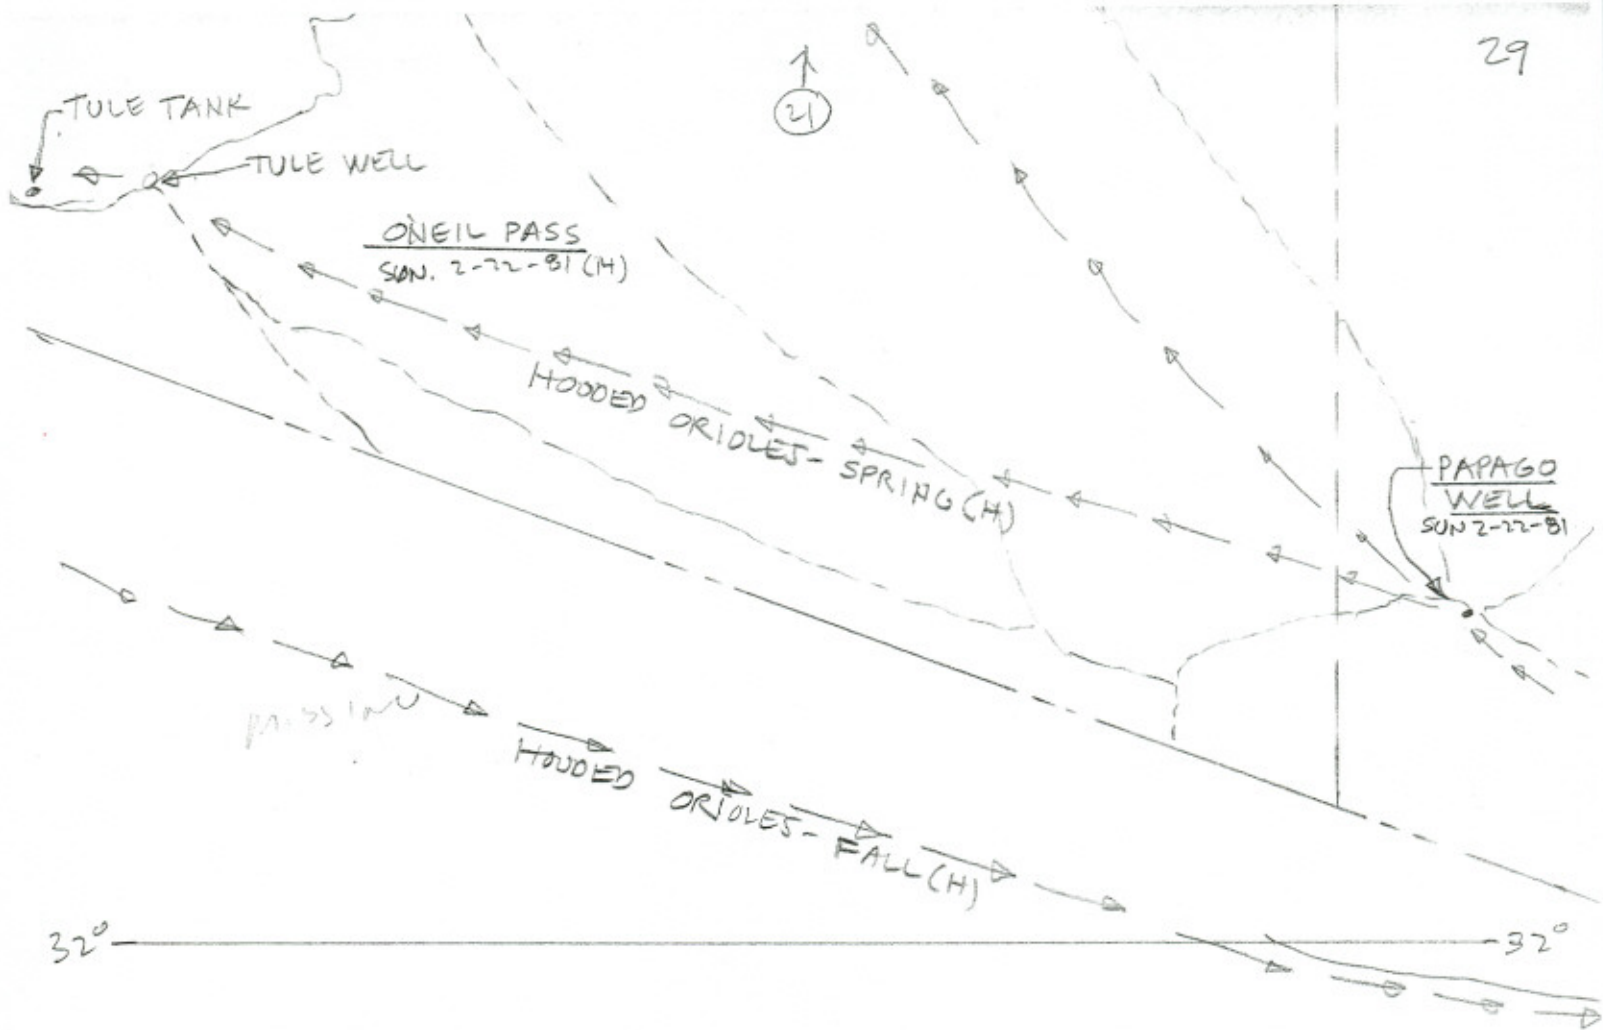 29
21
TULE TANK
TULE WELL
ONEIL PASS
SUN. 2-22-81 (H)
HOODED ORIOLES - SPRING (H)
PAPAGO
WELL
SUN 2-22-81
HOODED ORIOLES - FALL (H)
32°
32°